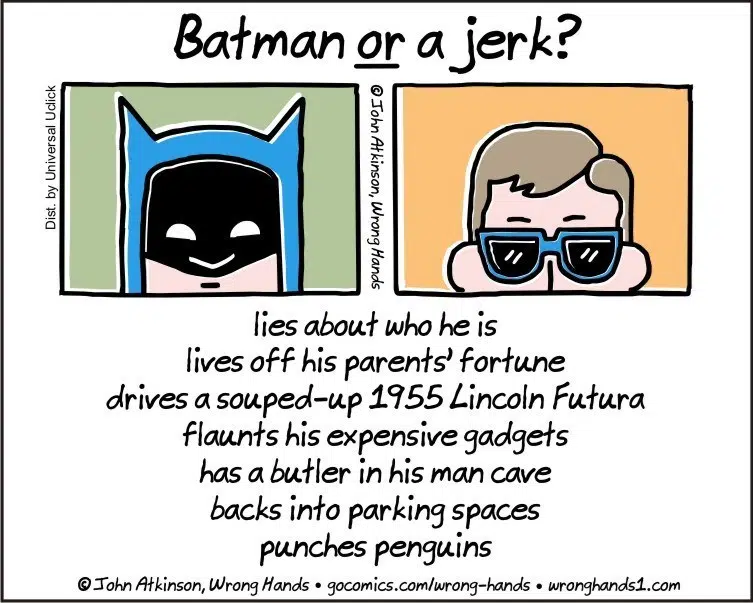 Batman or a jerk?
Dist. by Universal Uclick
© John Atkinson, Wrong Hands
lies about who he is
lives off his parents' fortune
drives a souped-up 1955 Lincoln Futura
flaunts his expensive gadgets
has a butler in his man cave
backs into parking spaces
punches penguins
© John Atkinson, Wrong Hands • gocomics.com/wrong-hands • wronghands1.com